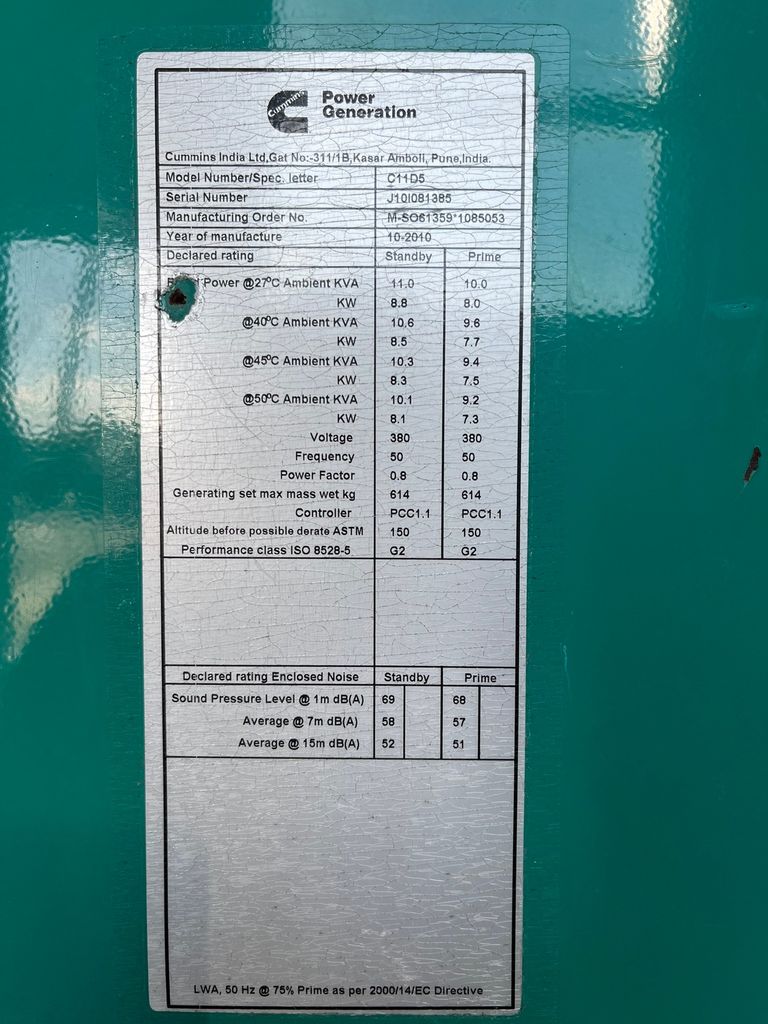 Cummins
Power
Generation
Cummins India Ltd,Gat No:-311/1B,Kasar Amboli, Pune,India.
Model Number/Spec. letter C11D5
Serial Number J10I081385
Manufacturing Order No. M-SO61359*1085053
Year of manufacture 10-2010
Declared rating Standby Prime
Power @27ºC Ambient KVA 11.0 10.0
KW 8.8 8.0
@40ºC Ambient KVA 10.6 9.6
KW 8.5 7.7
@45ºC Ambient KVA 10.3 9.4
KW 8.3 7.5
@50ºC Ambient KVA 10.1 9.2
KW 8.1 7.3
Voltage 380 380
Frequency 50 50
Power Factor 0.8 0.8
Generating set max mass wet kg 614 614
Controller PCC1.1 PCC1.1
Altitude before possible derate ASTM 150 150
Performance class ISO 8528-5 G2 G2
Declared rating Enclosed Noise Standby Prime
Sound Pressure Level @ 1m dB(A) 69 68
Average @ 7m dB(A) 58 57
Average @ 15m dB(A) 52 51
LWA, 50 Hz @ 75% Prime as per 2000/14/EC Directive